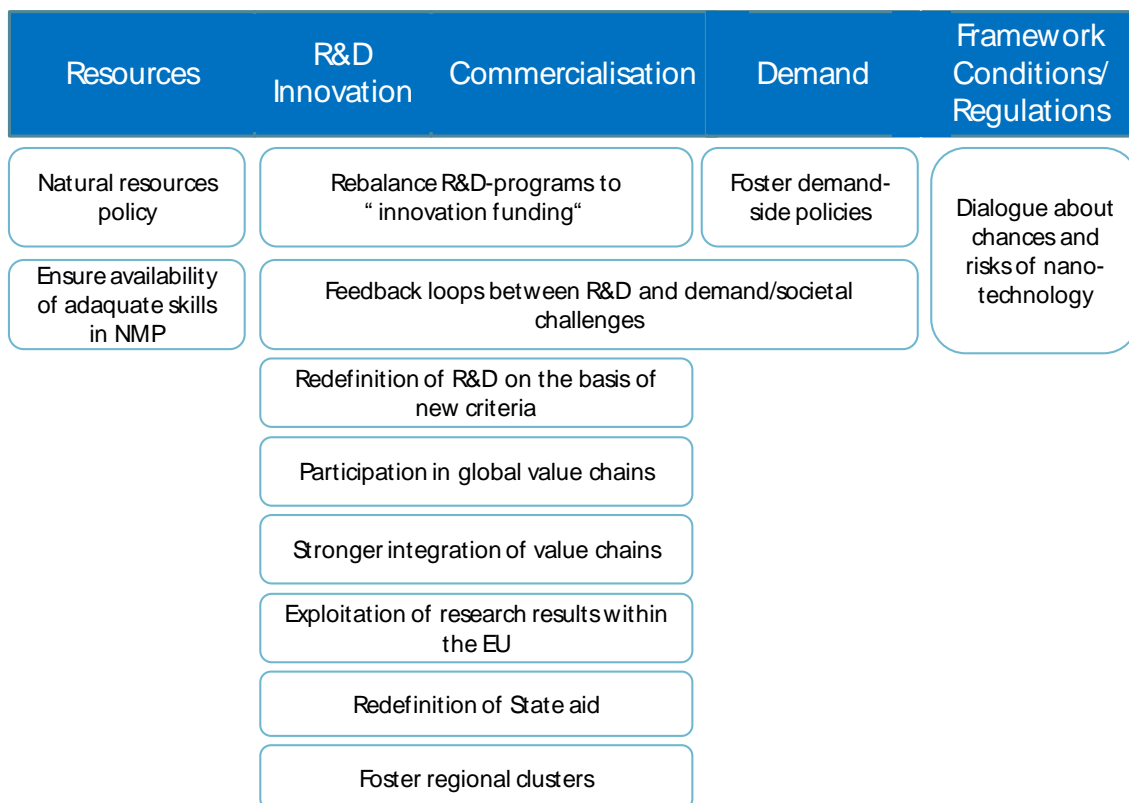 Resources
R&D
Innovation
Commercialisation
Demand
Framework
Conditions/
Regulations
Natural resources
policy
Rebalance R&D-programs to
“ innovation funding“
Foster demand-
side policies
Dialogue about
chances and
risks of nano-
technology
Ensure availability
of adaquate skills
in NMP
Feedback loops between R&D and demand/societal
challenges
Redefinition of R&D on the basis of
new criteria
Participation in global value chains
Stronger integration of value chains
Exploitation of research results within
the EU
Redefinition of State aid
Foster regional clusters